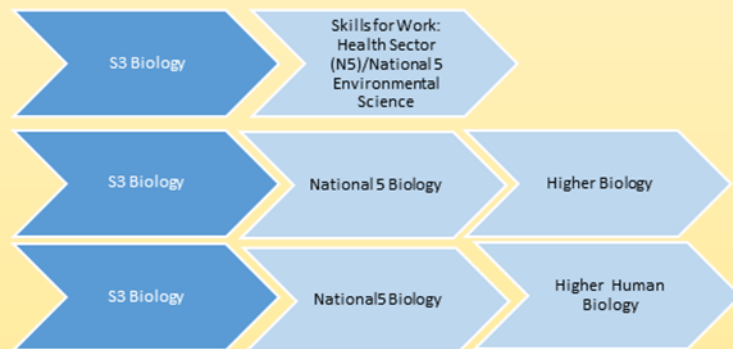 S3 Biology
Skills for Work:
Health Sector
(N5)/National 5
Environmental
Science
S3 Biology
National 5 Biology
Higher Biology
S3 Biology
National5 Biology
Higher Human
Biology